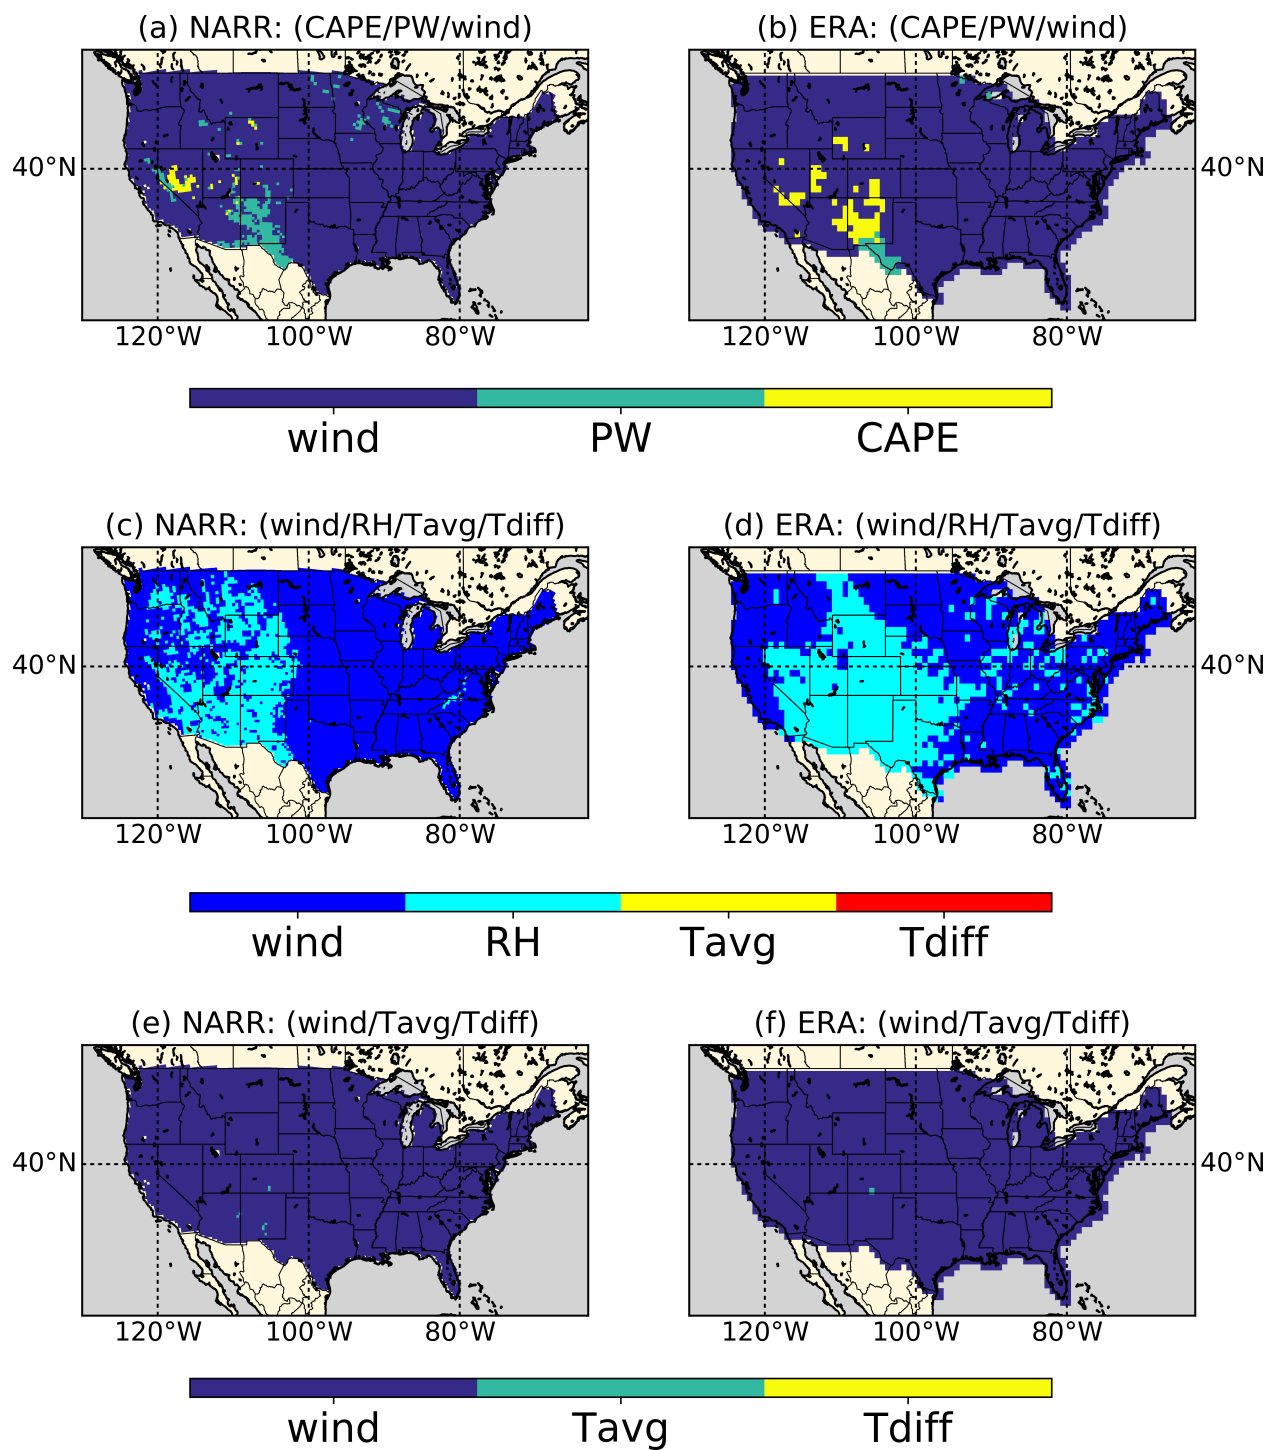 (a) NARR: (CAPE/PW/wind)
(b) ERA: (CAPE/PW/wind)
40°N
40°N
120°W 100°W 80°W
120°W 100°W 80°W
wind PW CAPE
(c) NARR: (wind/RH/Tavg/Tdiff)
(d) ERA: (wind/RH/Tavg/Tdiff)
40°N
40°N
120°W 100°W 80°W
120°W 100°W 80°W
wind RH Tavg Tdiff
(e) NARR: (wind/Tavg/Tdiff)
(f) ERA: (wind/Tavg/Tdiff)
40°N
40°N
120°W 100°W 80°W
120°W 100°W 80°W
wind Tavg Tdiff